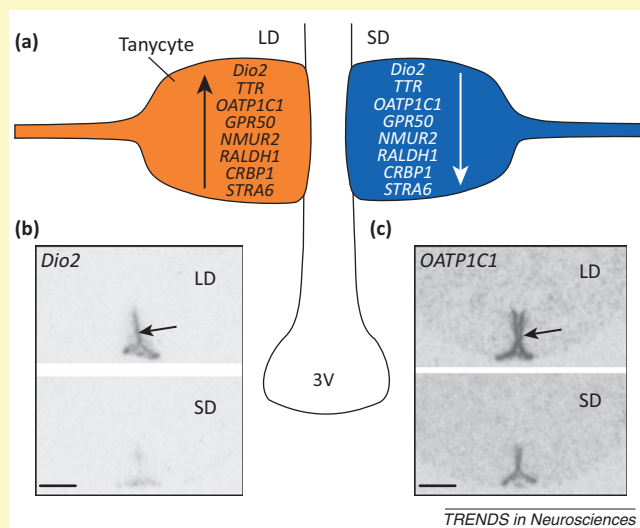 (a)
Tanycyte
LD
SD
Dio2
TTR
OATP1C1
GPR50
NMUR2
RALDH1
CRBP1
STRA6
Dio2
TTR
OATP1C1
GPR50
NMUR2
RALDH1
CRBP1
STRA6
(b)
Dio2
LD
SD
3V
(c)
OATP1C1
LD
SD
TRENDS in Neurosciences